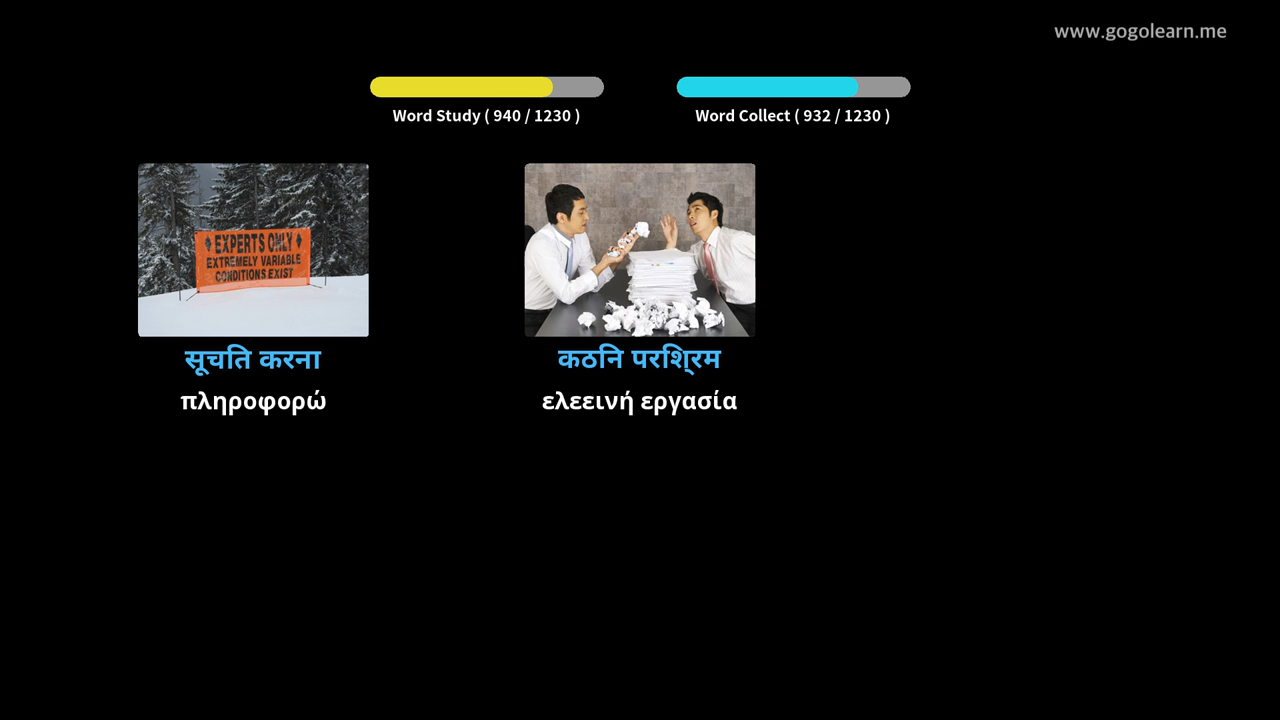 www.gogolearn.me
Word Study ( 940 / 1230 )
Word Collect ( 932 / 1230 )
EXPERTS ONLY
EXTREMELY VARIABLE
CONDITIONS EXIST
सूचति करना
कठनि परशि्रम
πληροφορώ
ελεεινή εργασία